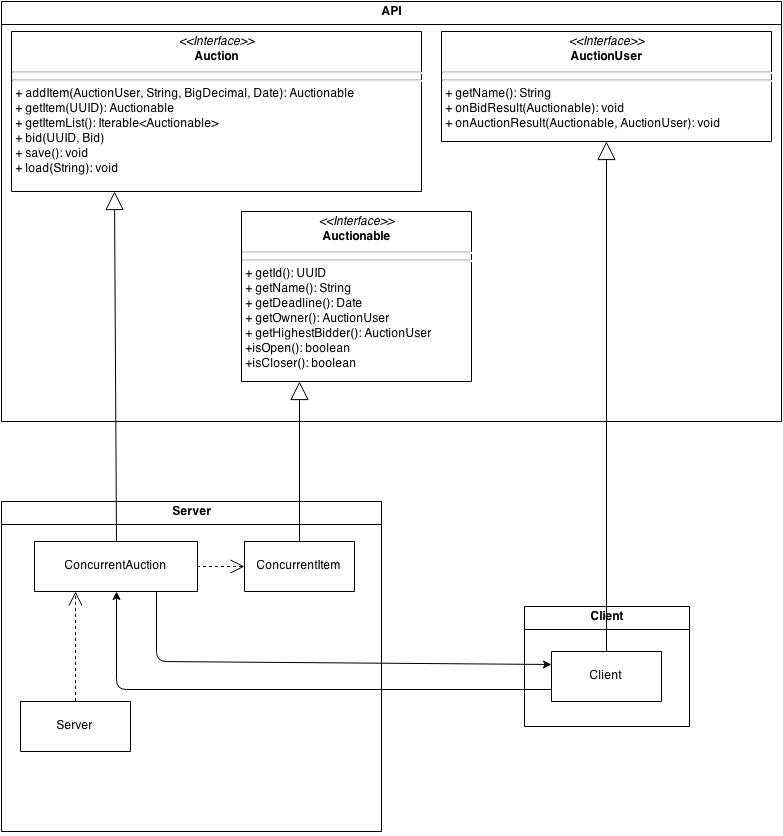 API
<<Interface>>
Auction
+ addItem(AuctionUser, String, BigDecimal, Date): Auctionable
+ getItem(UUID): Auctionable
+ getItemList(): Iterable<Auctionable>
+ bid(UUID, Bid)
+ save(): void
+ load(String): void
<<Interface>>
AuctionUser
+ getName(): String
+ onBidResult(Auctionable): void
+ onAuctionResult(Auctionable, AuctionUser): void
<<Interface>>
Auctionable
+ getId(): UUID
+ getName(): String
+ getDeadline(): Date
+ getOwner(): AuctionUser
+ getHighestBidder(): AuctionUser
+isOpen(): boolean
+isCloser(): boolean
Server
ConcurrentAuction
ConcurrentItem
Server
Client
Client